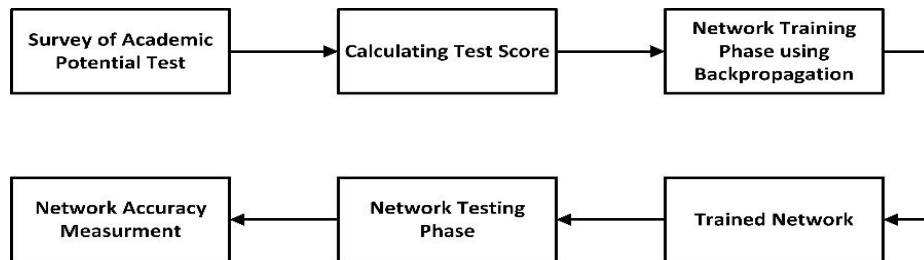 Survey of Academic
Potential Test
Calculating Test Score
Network Training
Phase using
Backpropagation
Trained Network
Network Testing
Phase
Network Accuracy
Measurment